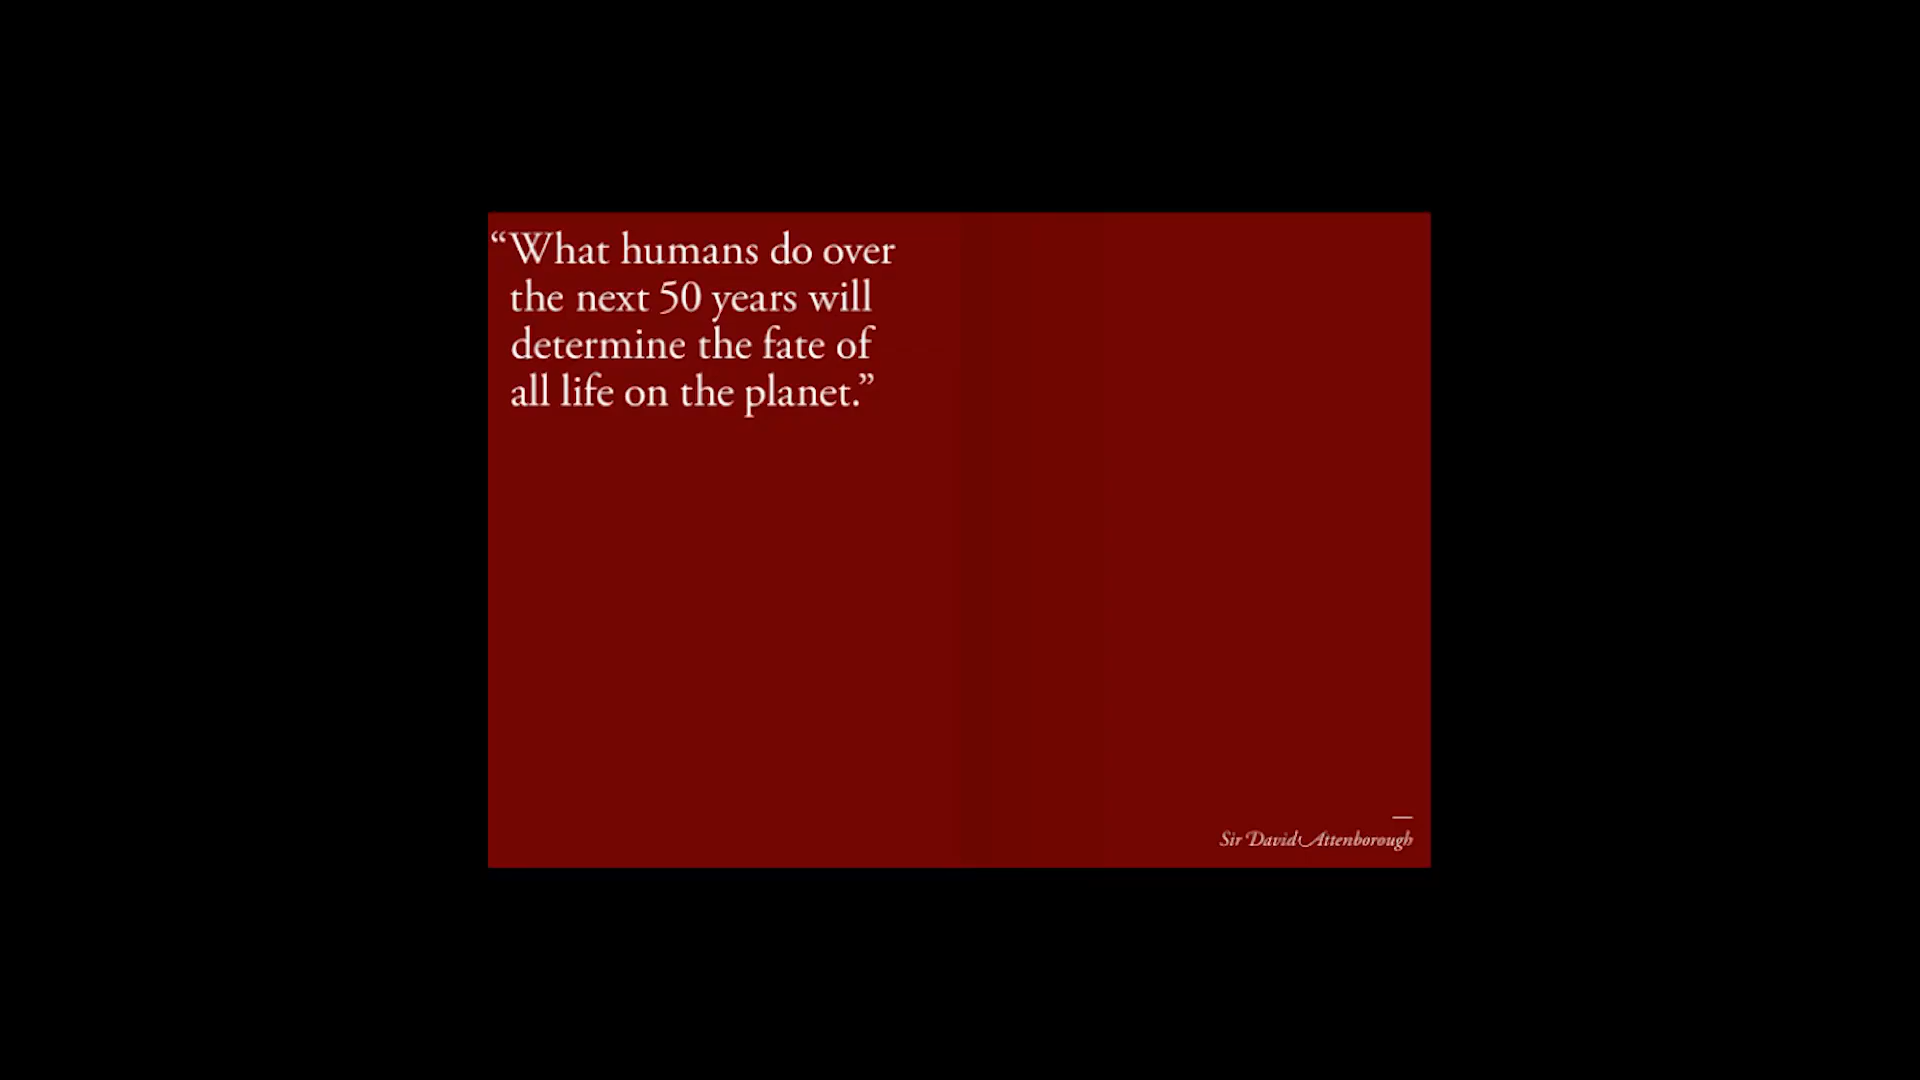 “What humans do over
the next 50 years will
determine the fate of
all life on the planet.”
—
Sir David Attenborough